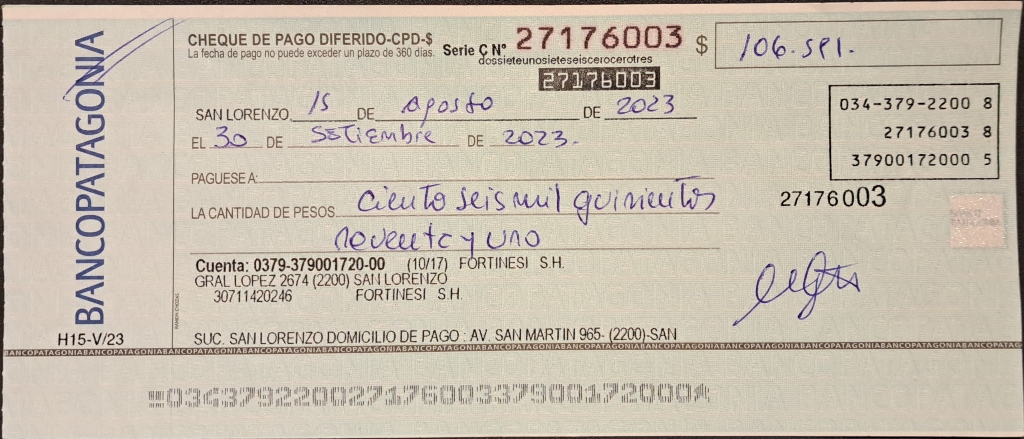 BANCOPATAGONIA
H15-V/23
CHEQUE DE PAGO DIFERIDO-CPD-$
La fecha de pago no puede exceder un plazo de 360 días.
Serie C N° 27176003 $ 106.591.
dossieteunosieteseiscerocerotres
27176003
SAN LORENZO, 15 DE agosto DE 2023
EL 30 DE SETiembre DE 2023.
034-379-2200 8
27176003 8
37900172000 5
PAGUESE A:
27176003
LA CANTIDAD DE PESOS ciento seis mil quinientos
noventa y uno
Cuenta: 0379-379001720-00 (10/17) FORTINESI S.H.
GRAL LOPEZ 2674 (2200) SAN LORENZO
30711420246 FORTINESI S.H.
SUC. SAN LORENZO DOMICILIO DE PAGO : AV. SAN MARTIN 965- (2200)-SAN
BANCOPATAGONIABANCOPATAGONIABANCOPATAGONIABANCOPATAGONIABANCOPATAGONIABANCOPATAGONIA
03437922002717600337900172000